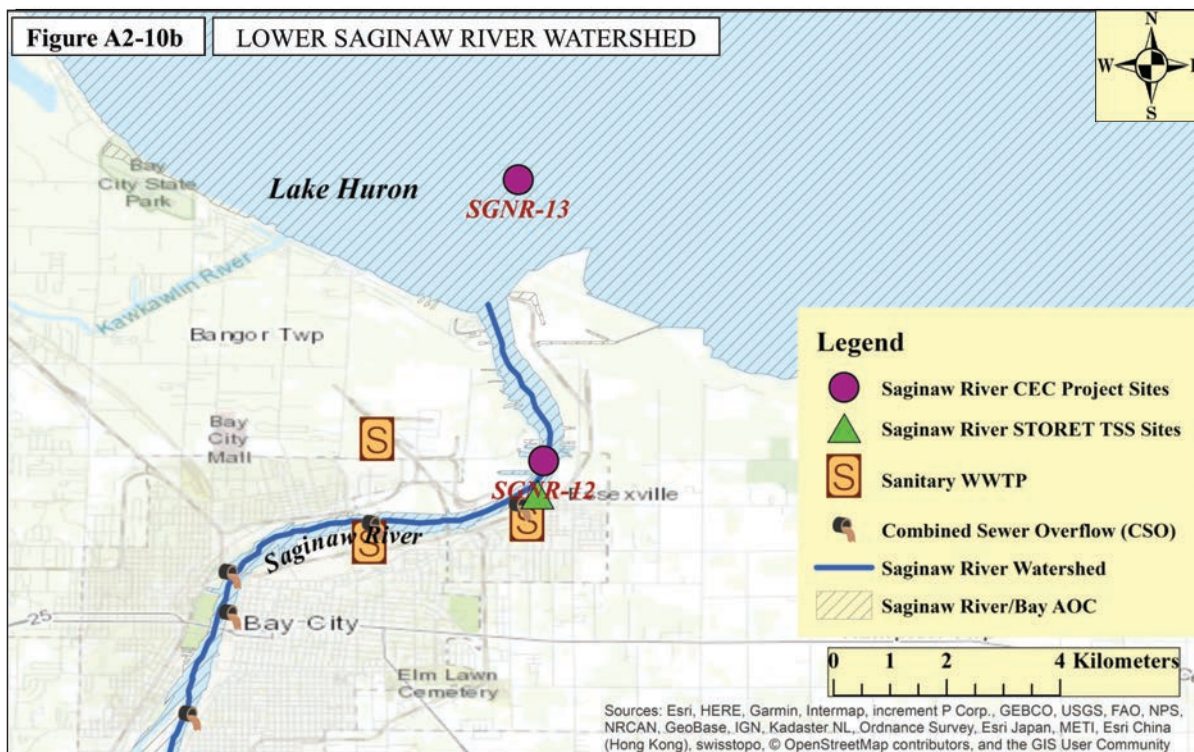 Figure A2-10b
LOWER SAGINAW RIVER WATERSHED
N
W
S
Bay
City State
Park
Lake Huron
SGNR-13
Kawkawlin River
Bangor Twp
Bay
City
Mall
S
SGNR-12
Essexville
S
S
Saginaw River
25
Bay City
Elm Lawn
Cemetery
Legend
Saginaw River CEC Project Sites
Saginaw River STORET TSS Sites
S
Sanitary WWTP
Combined Sewer Overflow (CSO)
Saginaw River Watershed
Saginaw River/Bay AOC
0 1 2 4 Kilometers
Sources: Esri, HERE, Garmin, Intermap, increment P Corp., GEBCO, USGS, FAO, NPS,
NRCAN, GeoBase, IGN, Kadaster NL, Ordnance Survey, Esri Japan, METI, Esri China
(Hong Kong), swisstopo, © OpenStreetMap contributors, and the GIS User Community